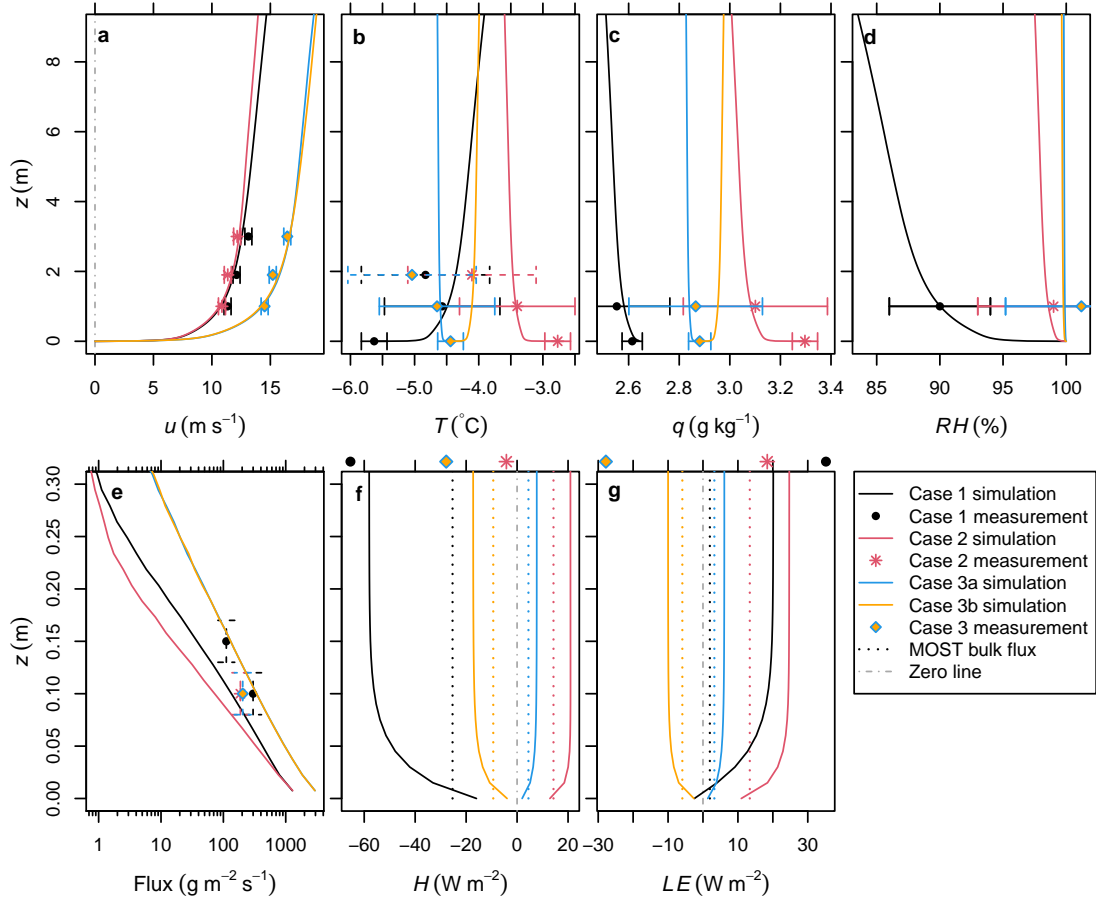 a
b
c
d
z (m)
0
2
4
6
8
0
5
10
15
u (m s−1)
−6.0
−5.0
−4.0
−3.0
T (°C)
2.6
2.8
3.0
3.2
3.4
q (g kg−1)
85
90
95
100
RH (%)
e
f
g
z (m)
0.00
0.05
0.10
0.15
0.20
0.25
0.30
1
10
100
1000
Flux (g m−2 s−1)
−60
−40
−20
0
20
H (W m−2)
−30
−10
0
10
20
30
LE (W m−2)
Case 1 simulation
Case 1 measurement
Case 2 simulation
Case 2 measurement
Case 3a simulation
Case 3b simulation
Case 3 measurement
MOST bulk flux
Zero line